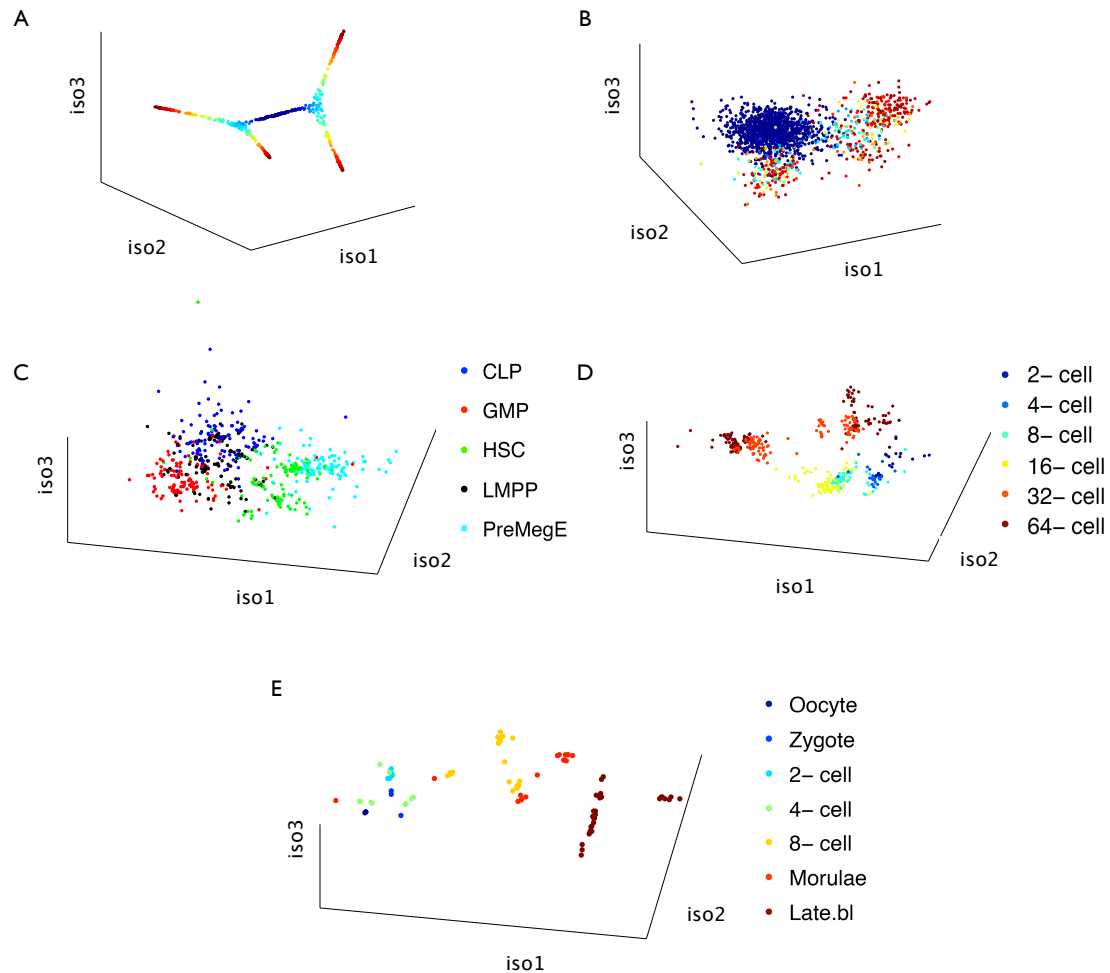 A
iso3
iso2
iso1
B
iso3
iso2
iso1
C
iso3
iso2
iso1
CLP
GMP
HSC
LMPP
PreMegE
D
iso3
iso2
iso1
2- cell
4- cell
8- cell
16- cell
32- cell
64- cell
E
iso3
iso2
iso1
Oocyte
Zygote
2- cell
4- cell
8- cell
Morulae
Late.bl